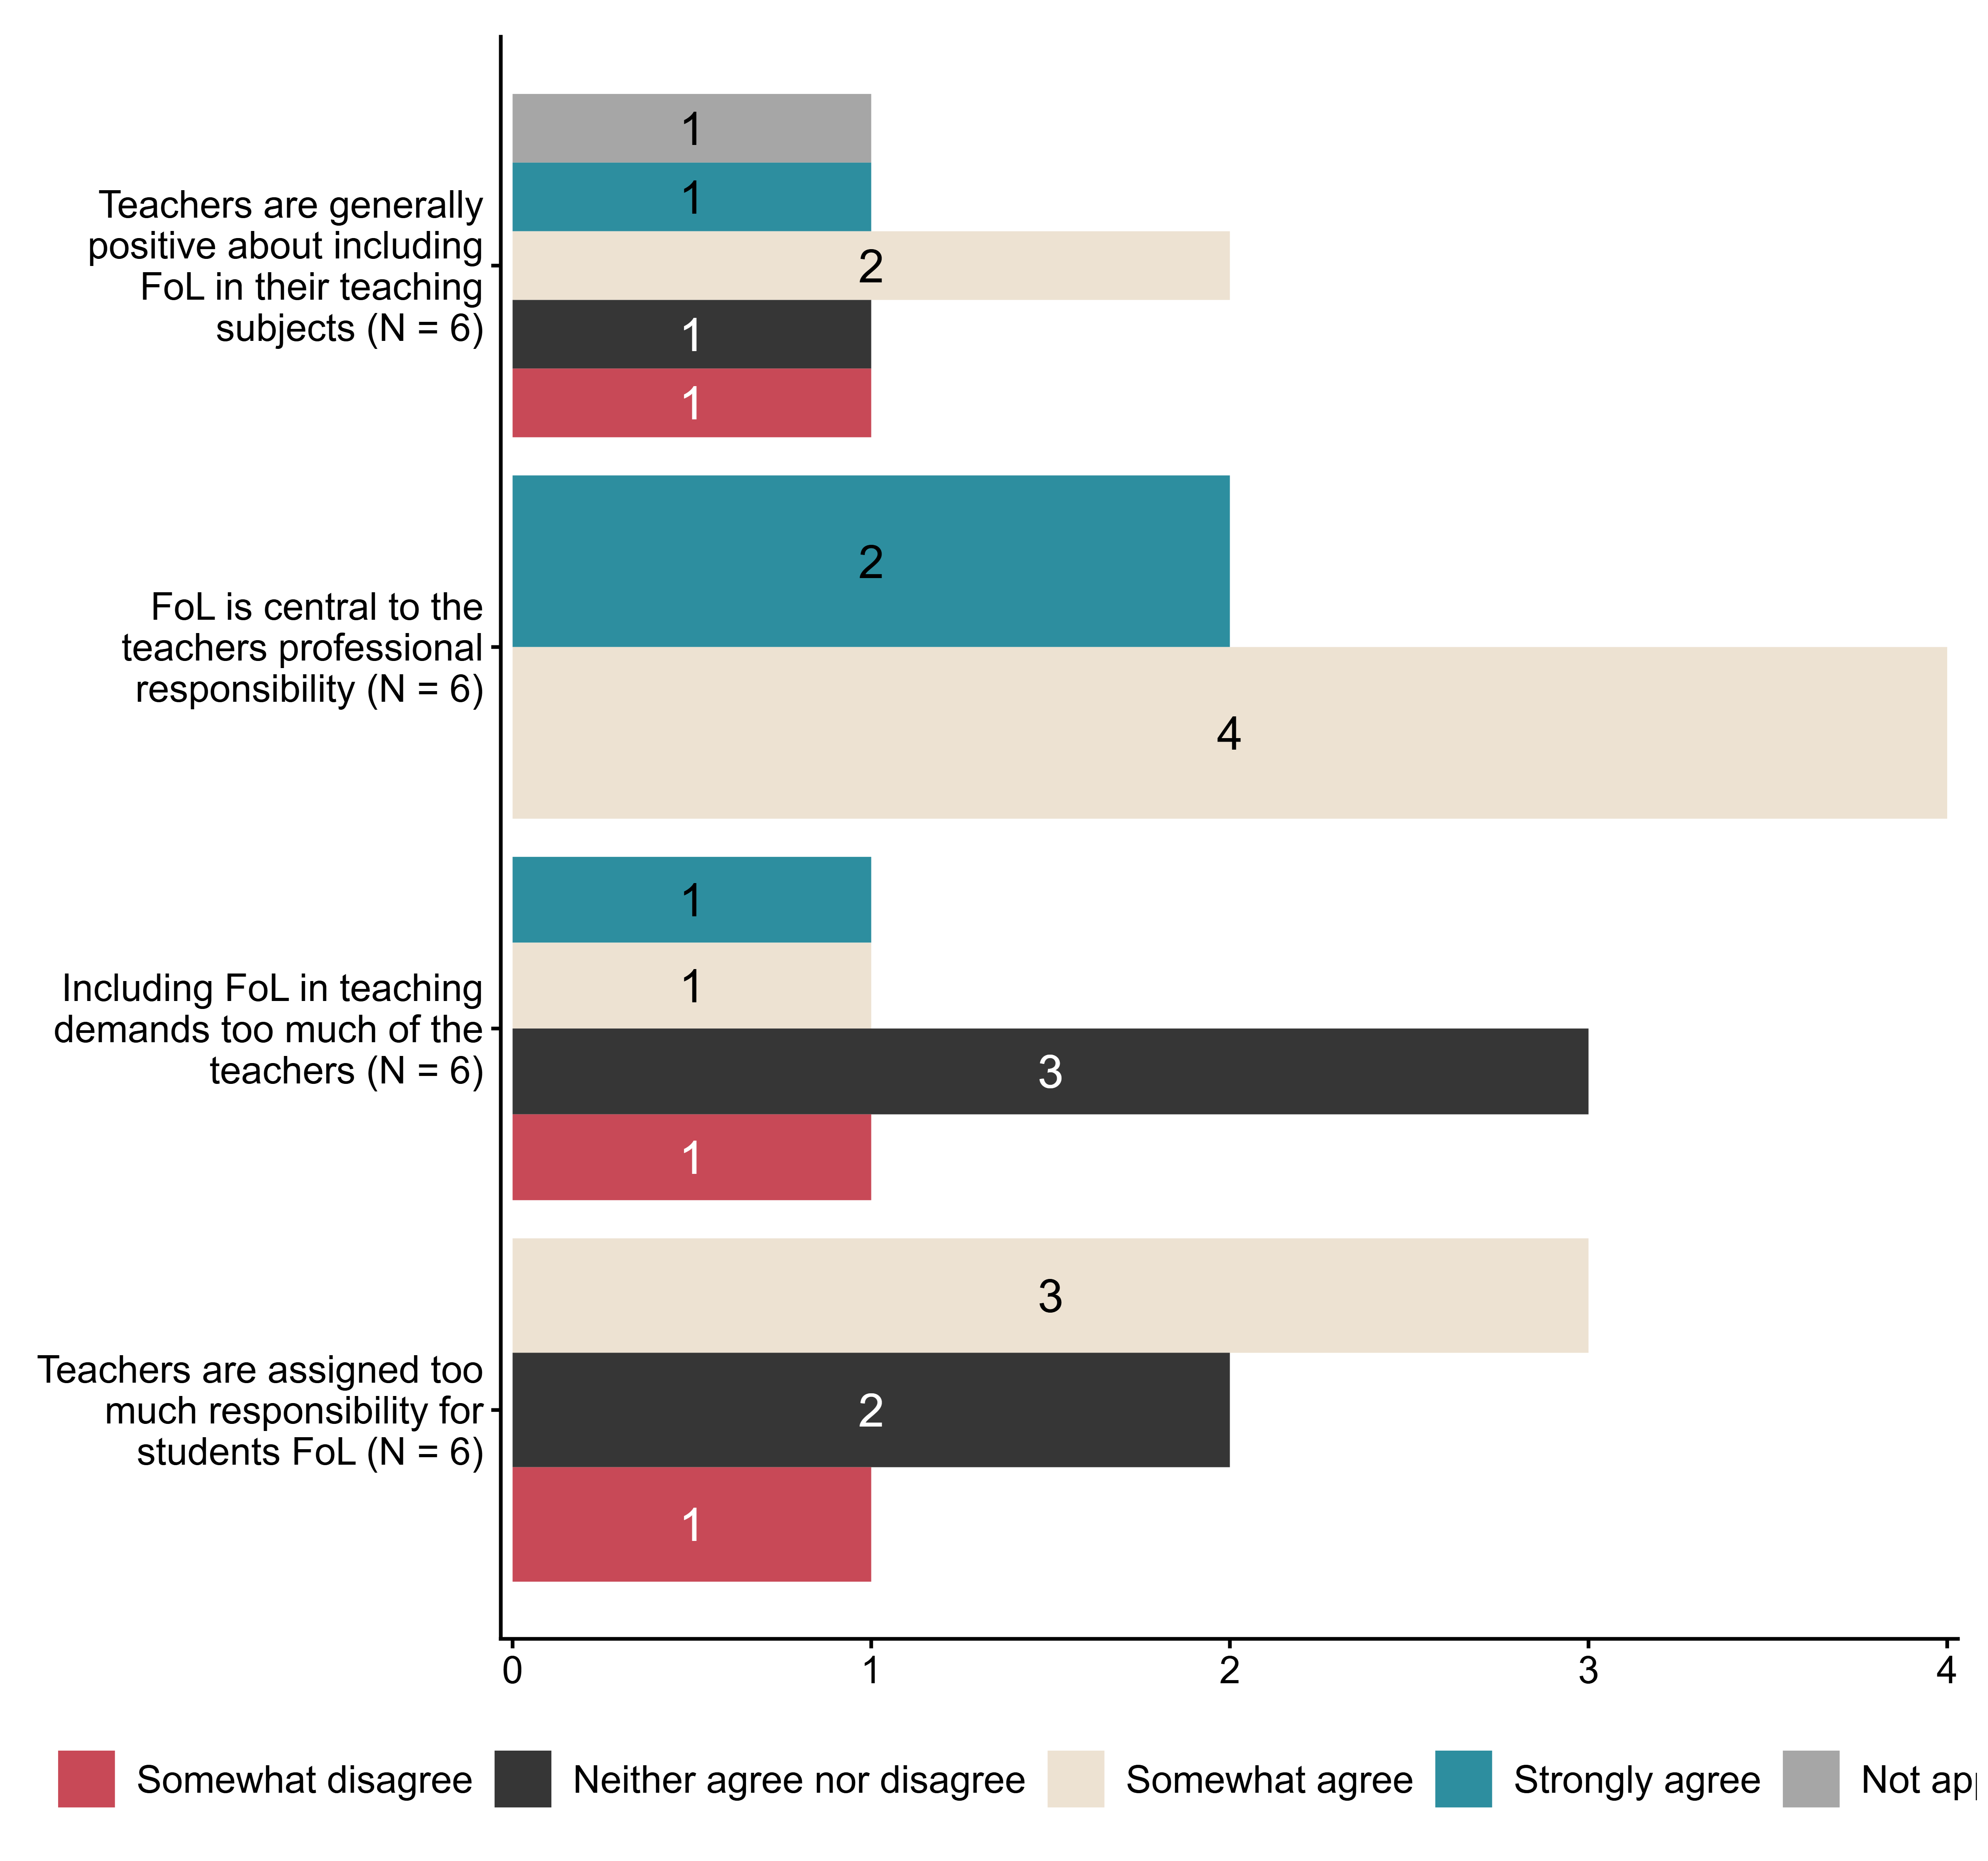 1
1
Teachers are generally
positive about including
FoL in their teaching
subjects (N = 6)
2
1
1
2
FoL is central to the
teachers professional
responsibility (N = 6)
4
1
Including FoL in teaching
demands too much of the
teachers (N = 6)
1
3
1
3
Teachers are assigned too
much responsibility for
students FoL (N = 6)
2
1
0 1 2 3 4
Somewhat disagree Neither agree nor disagree Somewhat agree Strongly agree Not